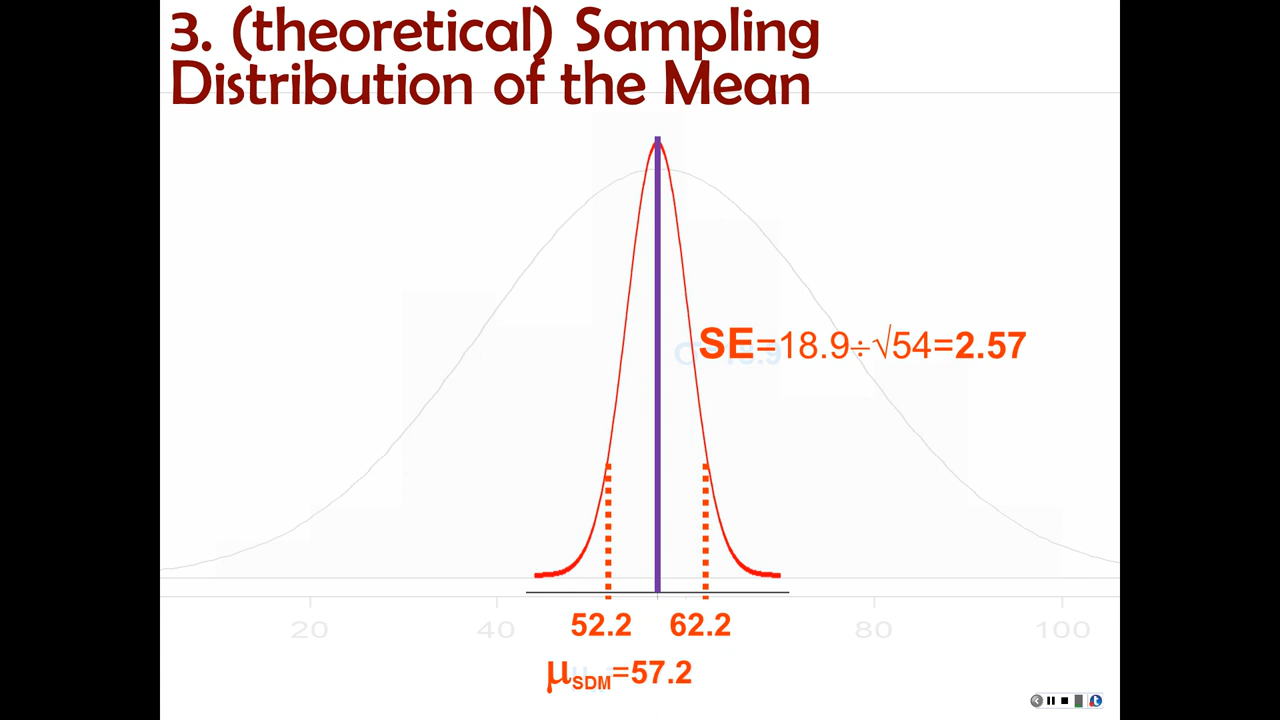 3. (theoretical) Sampling
Distribution of the Mean
SE=18.9÷√54=2.57
52.2 62.2
20 40 80 100
μSDM=57.2